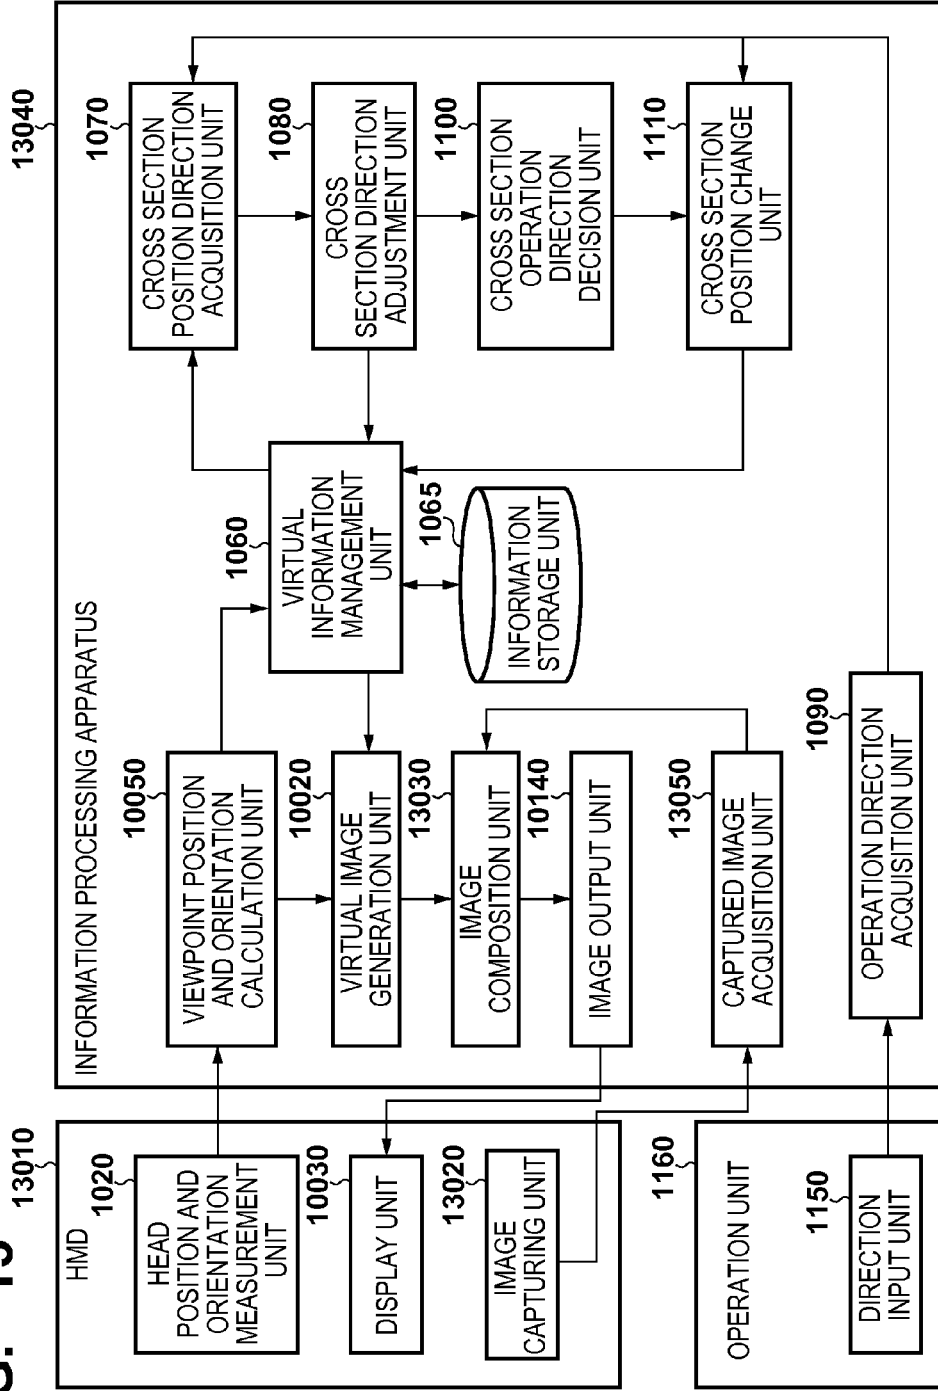 13010
HMD
1020
HEAD
POSITION AND
ORIENTATION
MEASUREMENT
UNIT
10030
DISPLAY UNIT
13020
IMAGE
CAPTURING UNIT
1160
OPERATION UNIT
1150
DIRECTION
INPUT UNIT
13040
INFORMATION PROCESSING APPARATUS
10050
VIEWPOINT POSITION
AND ORIENTATION
CALCULATION UNIT
10020
VIRTUAL IMAGE
GENERATION UNIT
13030
IMAGE
COMPOSITION UNIT
10140
IMAGE OUTPUT UNIT
13050
CAPTURED IMAGE
ACQUISITION UNIT
1090
OPERATION DIRECTION
ACQUISITION UNIT
1060
VIRTUAL
INFORMATION
MANAGEMENT
UNIT
1065
INFORMATION
STORAGE UNIT
1070
CROSS SECTION
POSITION DIRECTION
ACQUISITION UNIT
1080
CROSS
SECTION DIRECTION
ADJUSTMENT UNIT
1100
CROSS SECTION
OPERATION
DIRECTION
DECISION UNIT
1110
CROSS SECTION
POSITION CHANGE
UNIT